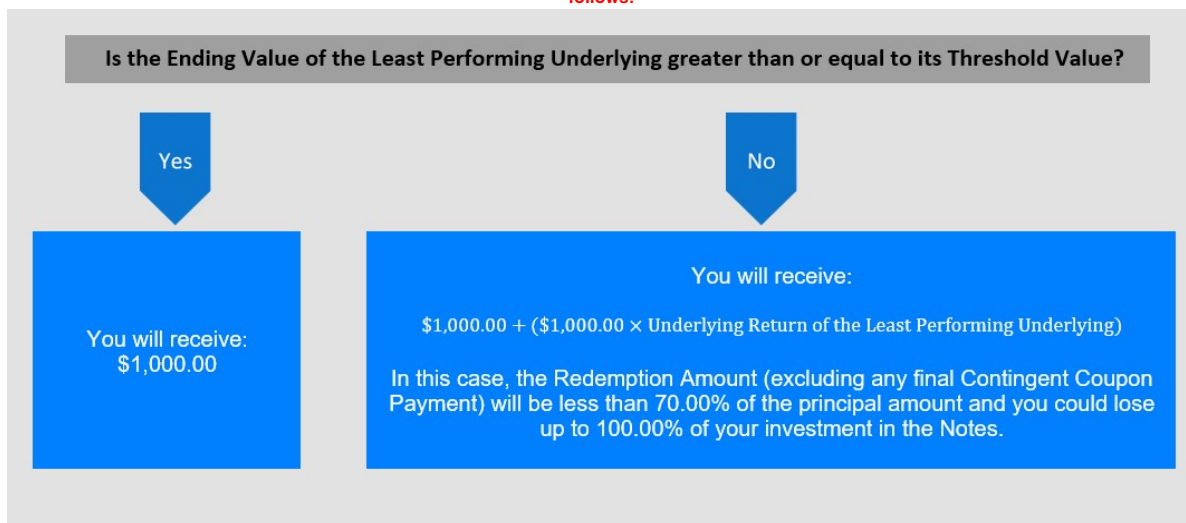 follows:
Is the Ending Value of the Least Performing Underlying greater than or equal to its Threshold Value?
Yes
No
You will receive:
$1,000.00
You will receive:
$1,000.00 + ($1,000.00 × Underlying Return of the Least Performing Underlying)
In this case, the Redemption Amount (excluding any final Contingent Coupon
Payment) will be less than 70.00% of the principal amount and you could lose
up to 100.00% of your investment in the Notes.